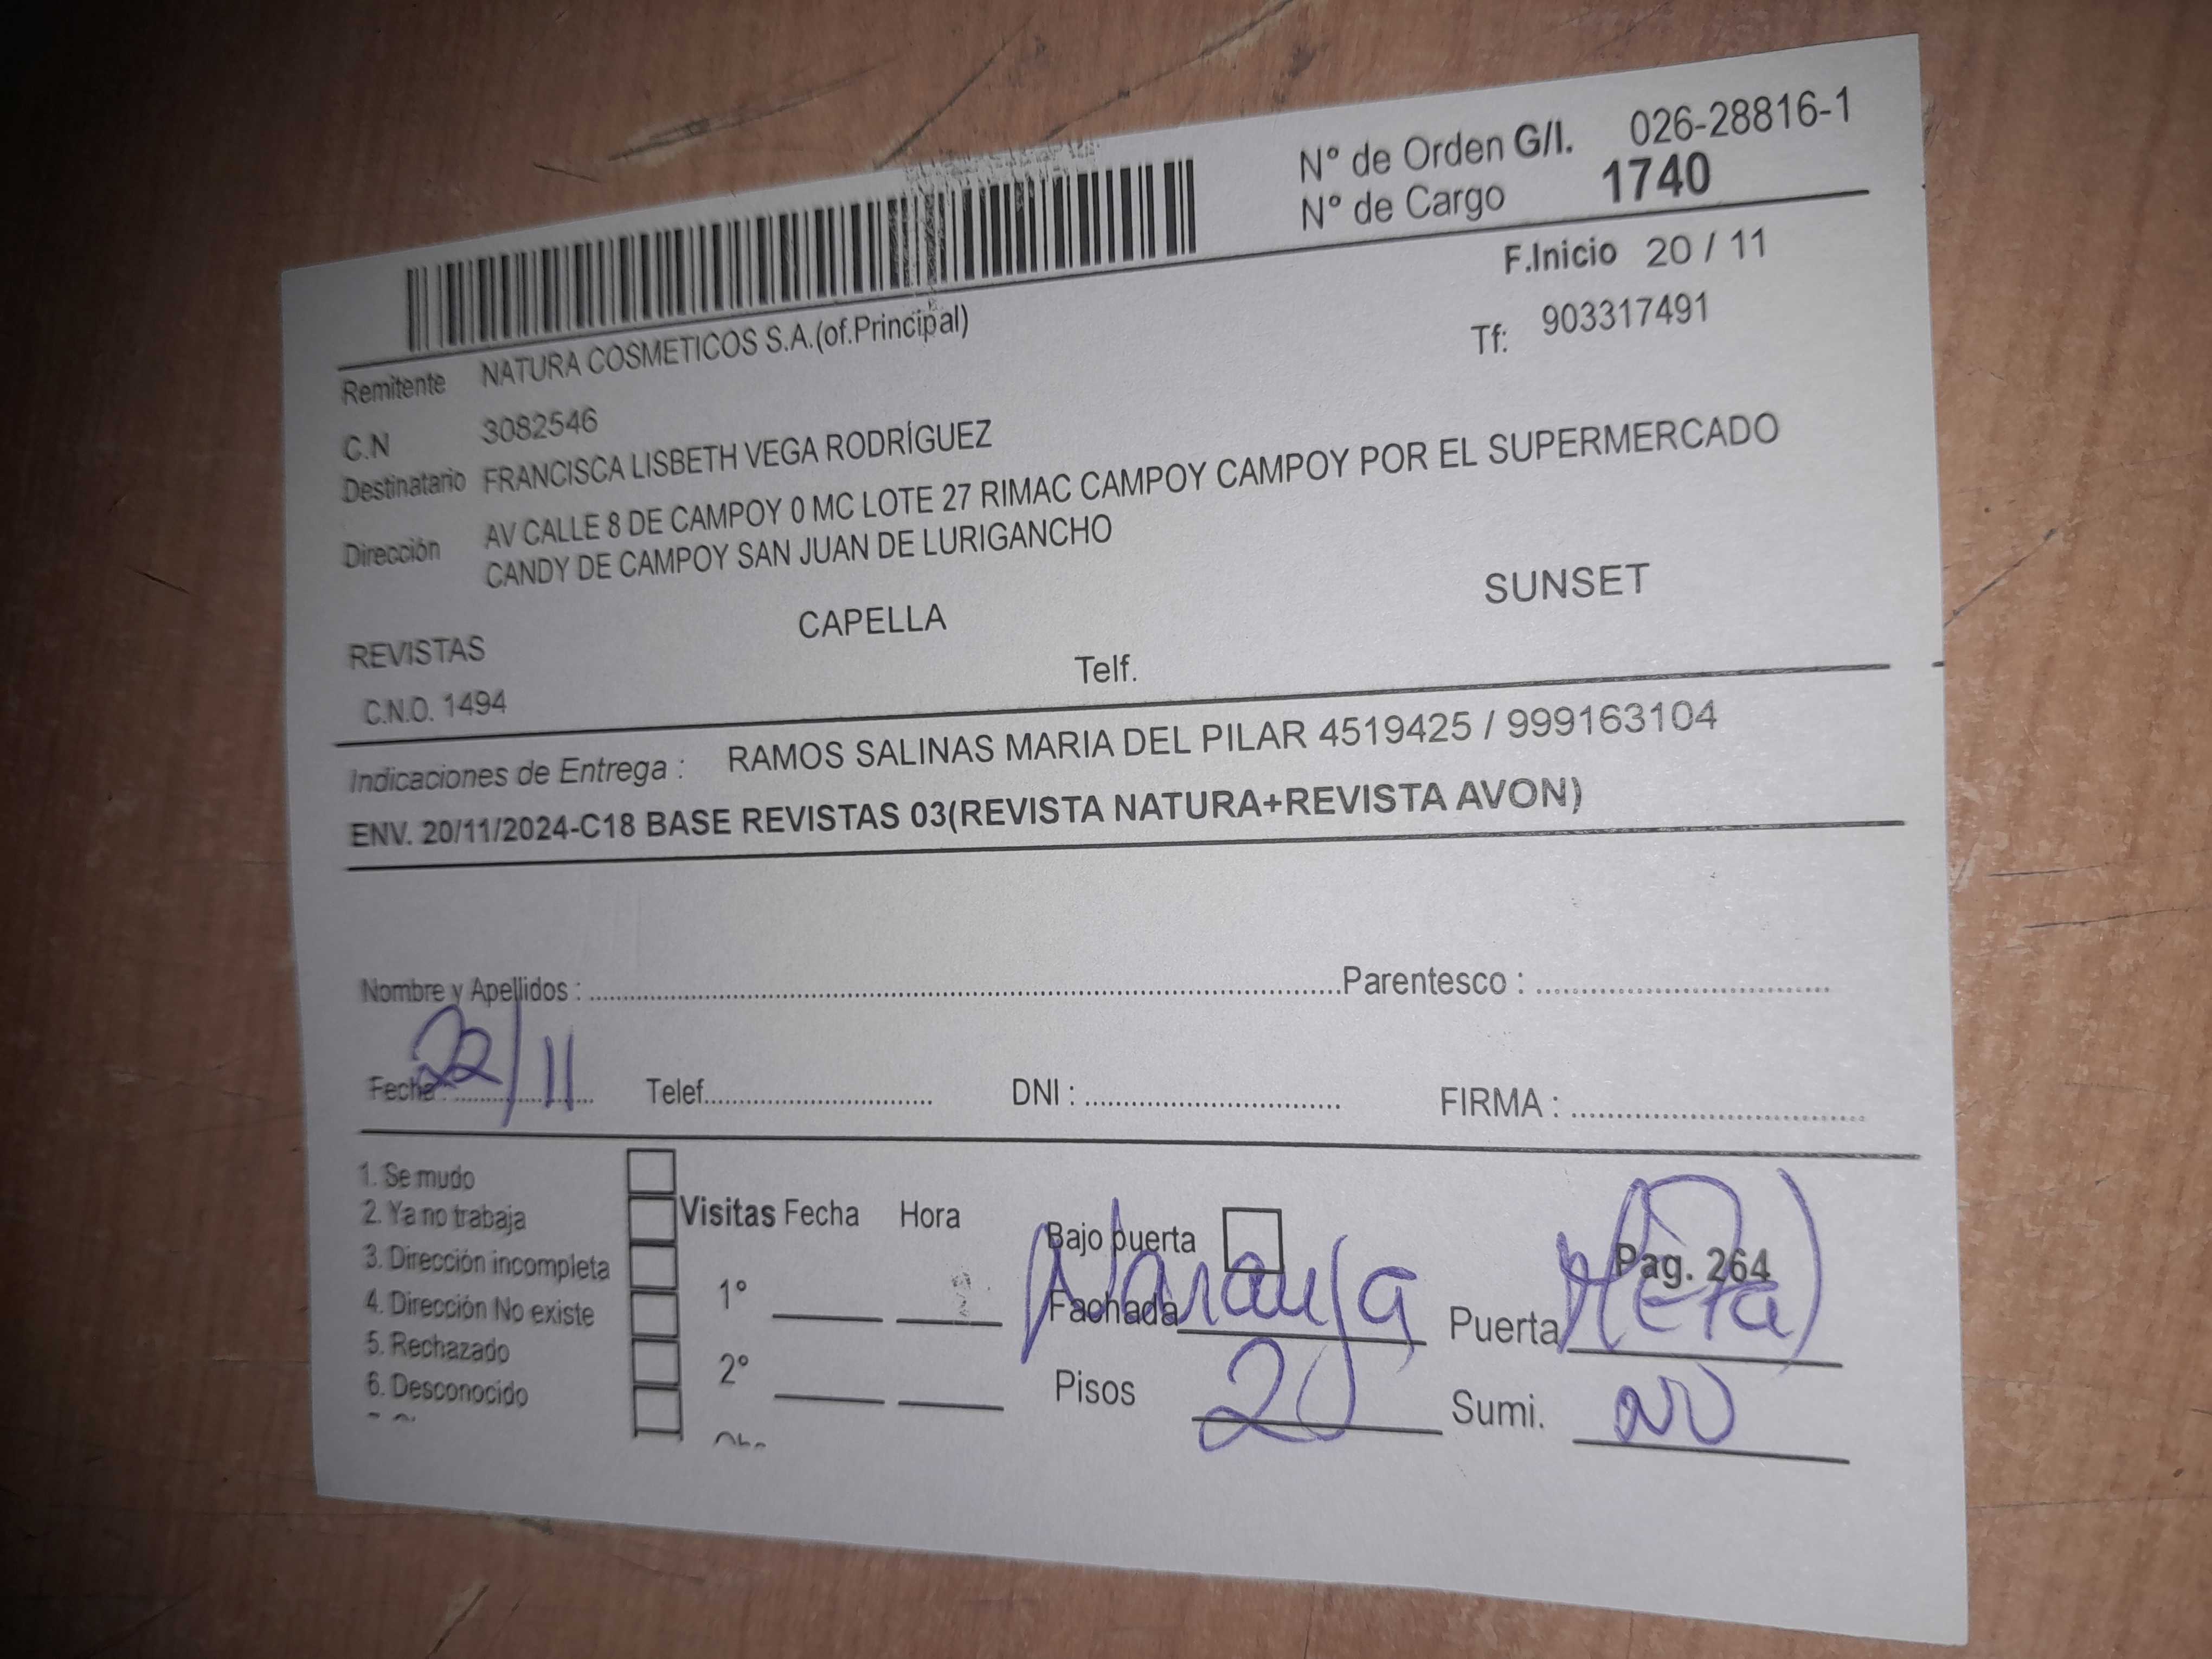 N° de Orden G/I. 026-28816-1
N° de Cargo 1740
F.Inicio 20 / 11
Remitente NATURA COSMETICOS S.A.(of.Principal)
Tf: 903317491
C.N 3082546
Destinatario FRANCISCA LISBETH VEGA RODRÍGUEZ
Dirección AV CALLE 8 DE CAMPOY 0 MC LOTE 27 RIMAC CAMPOY CAMPOY POR EL SUPERMERCADO
CANDY DE CAMPOY SAN JUAN DE LURIGANCHO
REVISTAS CAPELLA SUNSET
C.N.O. 1494 Telf.
Indicaciones de Entrega : RAMOS SALINAS MARIA DEL PILAR 4519425 / 999163104
ENV. 20/11/2024-C18 BASE REVISTAS 03(REVISTA NATURA+REVISTA AVON)
Nombre y Apellidos : Parentesco :
Fecha : 22/11 Telef. DNI : FIRMA :
1. Se mudo
2. Ya no trabaja
3. Dirección incompleta
4. Dirección No existe
5. Rechazado
6. Desconocido
Visitas Fecha Hora
1°
2°
Bajo puerta
Pag. 264
Fachada Naranja Puerta
Pisos 2 Sumi. NO